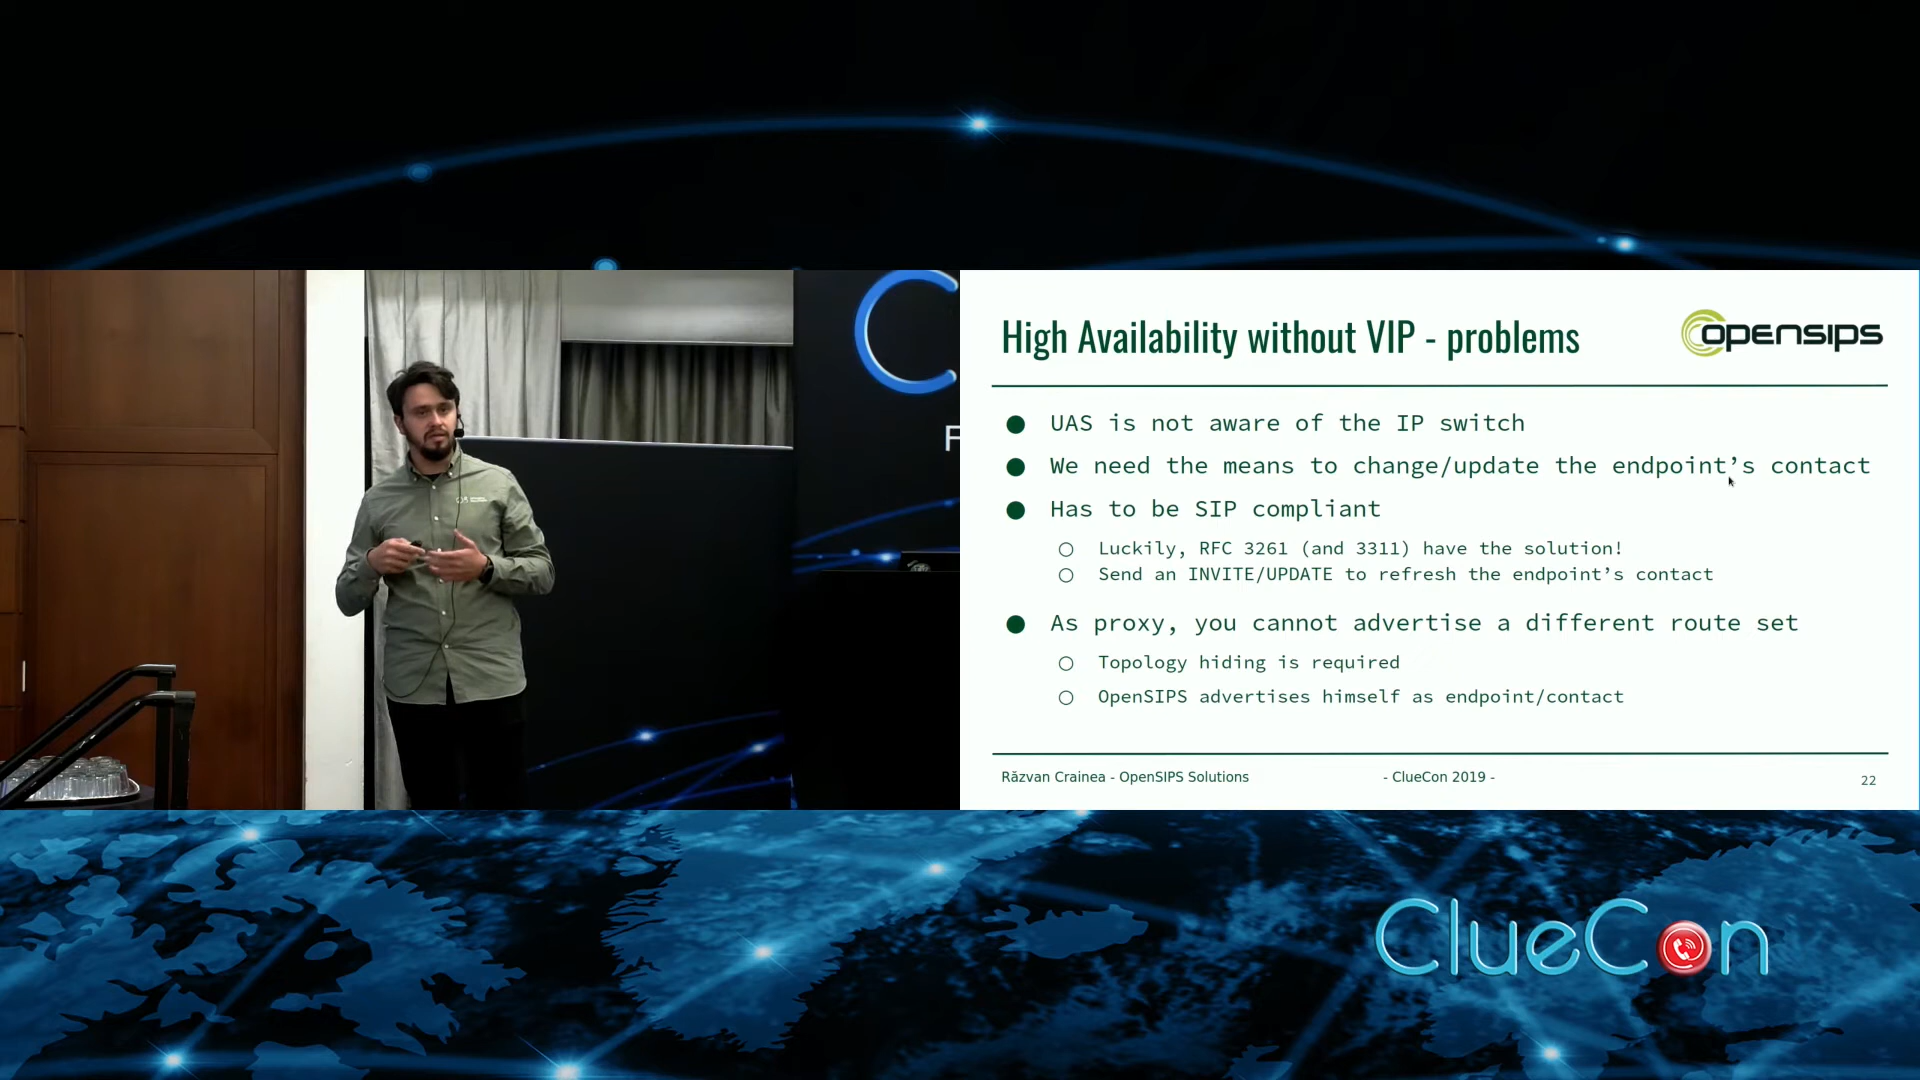 High Availability without VIP - problems
opensips
● UAS is not aware of the IP switch
● We need the means to change/update the endpoint’s contact
● Has to be SIP compliant
○ Luckily, RFC 3261 (and 3311) have the solution!
○ Send an INVITE/UPDATE to refresh the endpoint’s contact
● As proxy, you cannot advertise a different route set
○ Topology hiding is required
○ OpenSIPS advertises himself as endpoint/contact
Răzvan Crainea - OpenSIPS Solutions
- ClueCon 2019 -
22
C
F
ClueCon